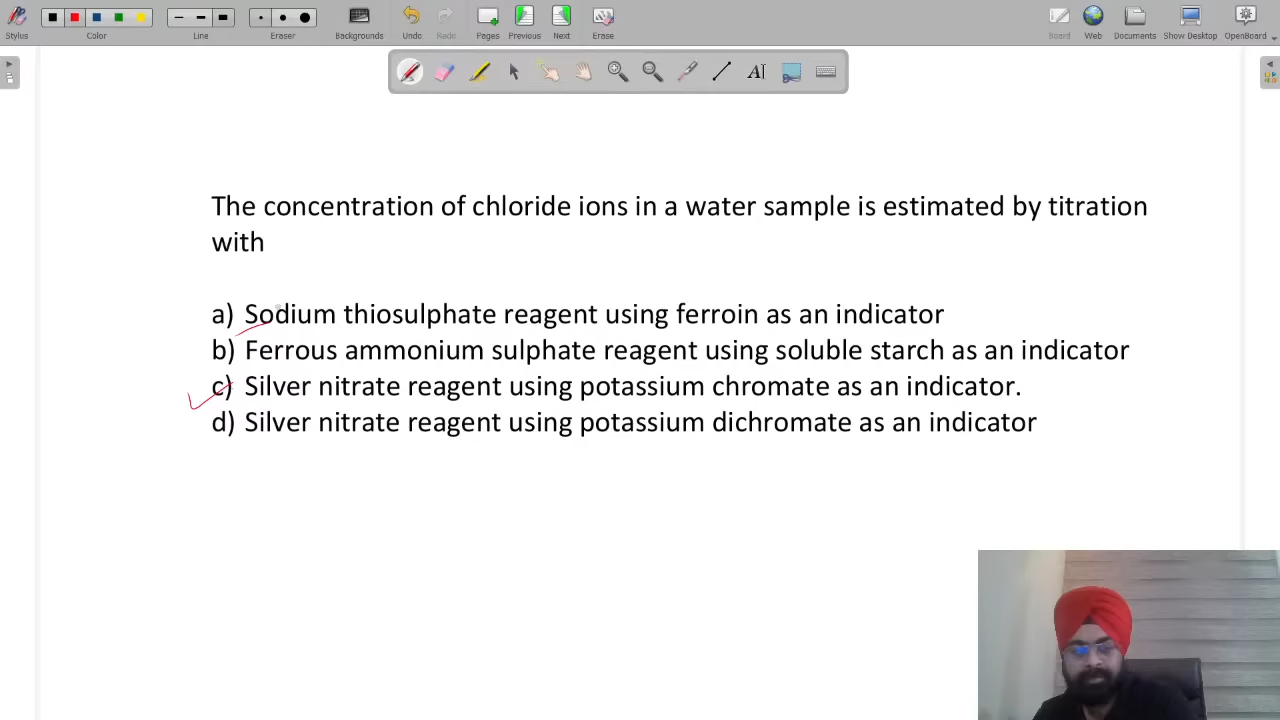 Stylus Color Line Eraser Backgrounds Undo Redo Pages Previous Next Erase Board Web Documents Show Desktop OpenBoard
The concentration of chloride ions in a water sample is estimated by titration
with
a) Sodium thiosulphate reagent using ferroin as an indicator
b) Ferrous ammonium sulphate reagent using soluble starch as an indicator
c) Silver nitrate reagent using potassium chromate as an indicator.
d) Silver nitrate reagent using potassium dichromate as an indicator